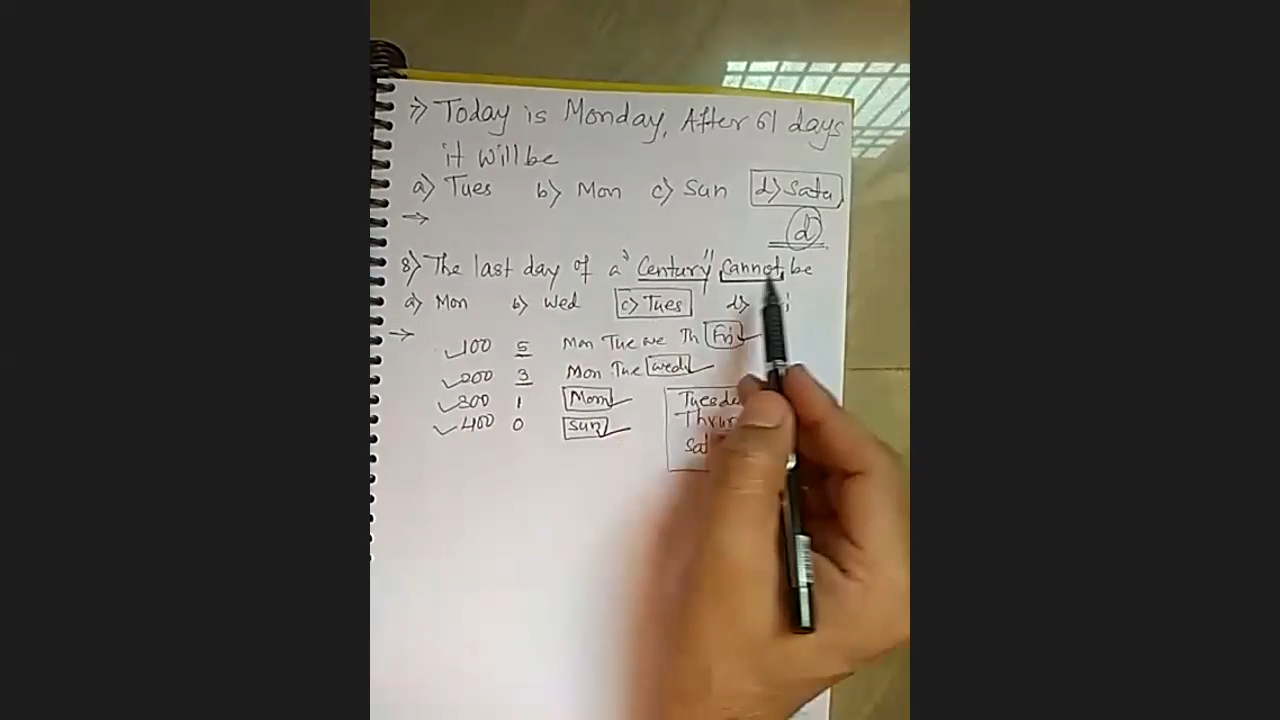 7) Today is Monday, After 61 days
it will be
a) Tues b) Mon c) Sun d) Satu
→ d
8) The last day of a "Century" cannot be
a) Mon b) Wed c) Tues d)
→
100 5 Mon Tue we Th Fri
200 3 Mon Tue wed
300 1 Mon
400 0 Sun